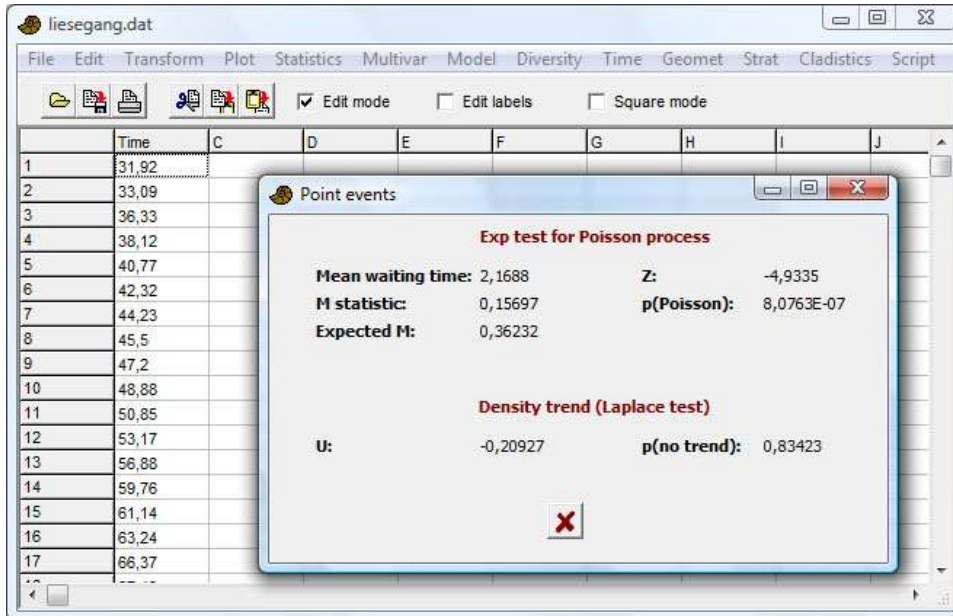 liesegang.dat
File Edit Transform Plot Statistics Multivar Model Diversity Time Geomet Strat Cladistics Script
Edit mode Edit labels Square mode
Time C D E F G H I J
1 31,92
2 33,09
3 36,33
4 38,12
5 40,77
6 42,32
7 44,23
8 45,5
9 47,2
10 48,88
11 50,85
12 53,17
13 56,88
14 59,76
15 61,14
16 63,24
17 66,37
Point events
Exp test for Poisson process
Mean waiting time: 2,1688 Z: -4,9335
M statistic: 0,15697 p(Poisson): 8,0763E-07
Expected M: 0,36232
Density trend (Laplace test)
U: -0,20927 p(no trend): 0,83423